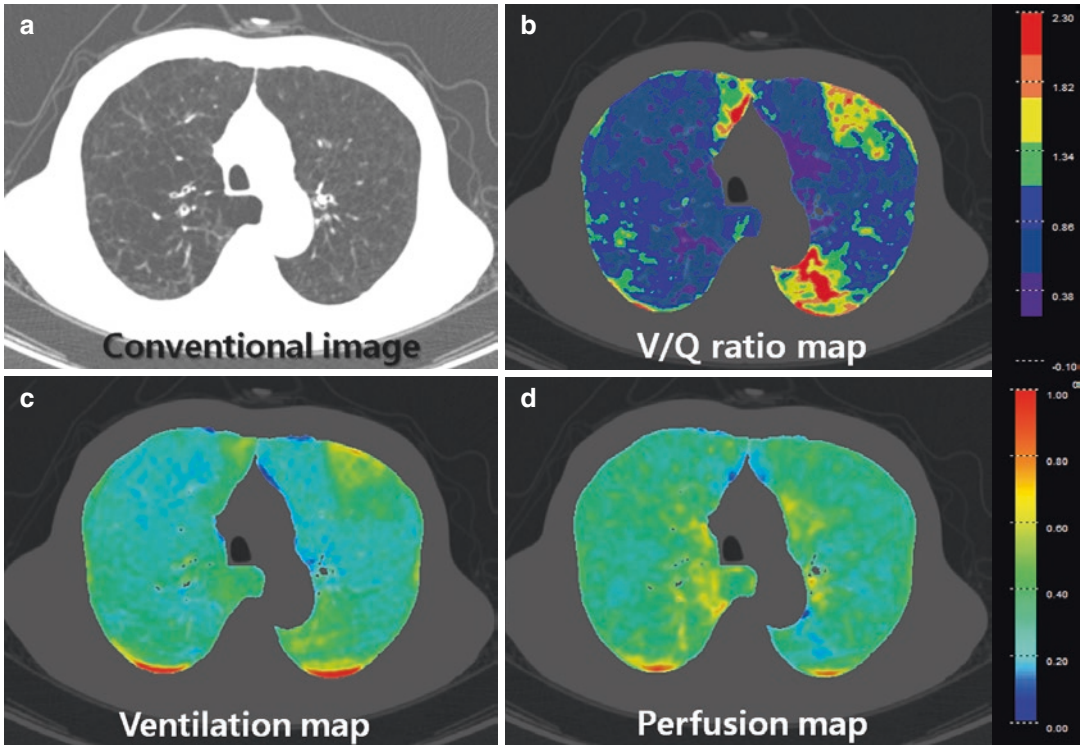 a
Conventional image
b
V/Q ratio map
2.30
1.82
1.34
0.86
0.38
-0.10
c
Ventilation map
d
Perfusion map
1.00
0.80
0.60
0.40
0.20
0.00